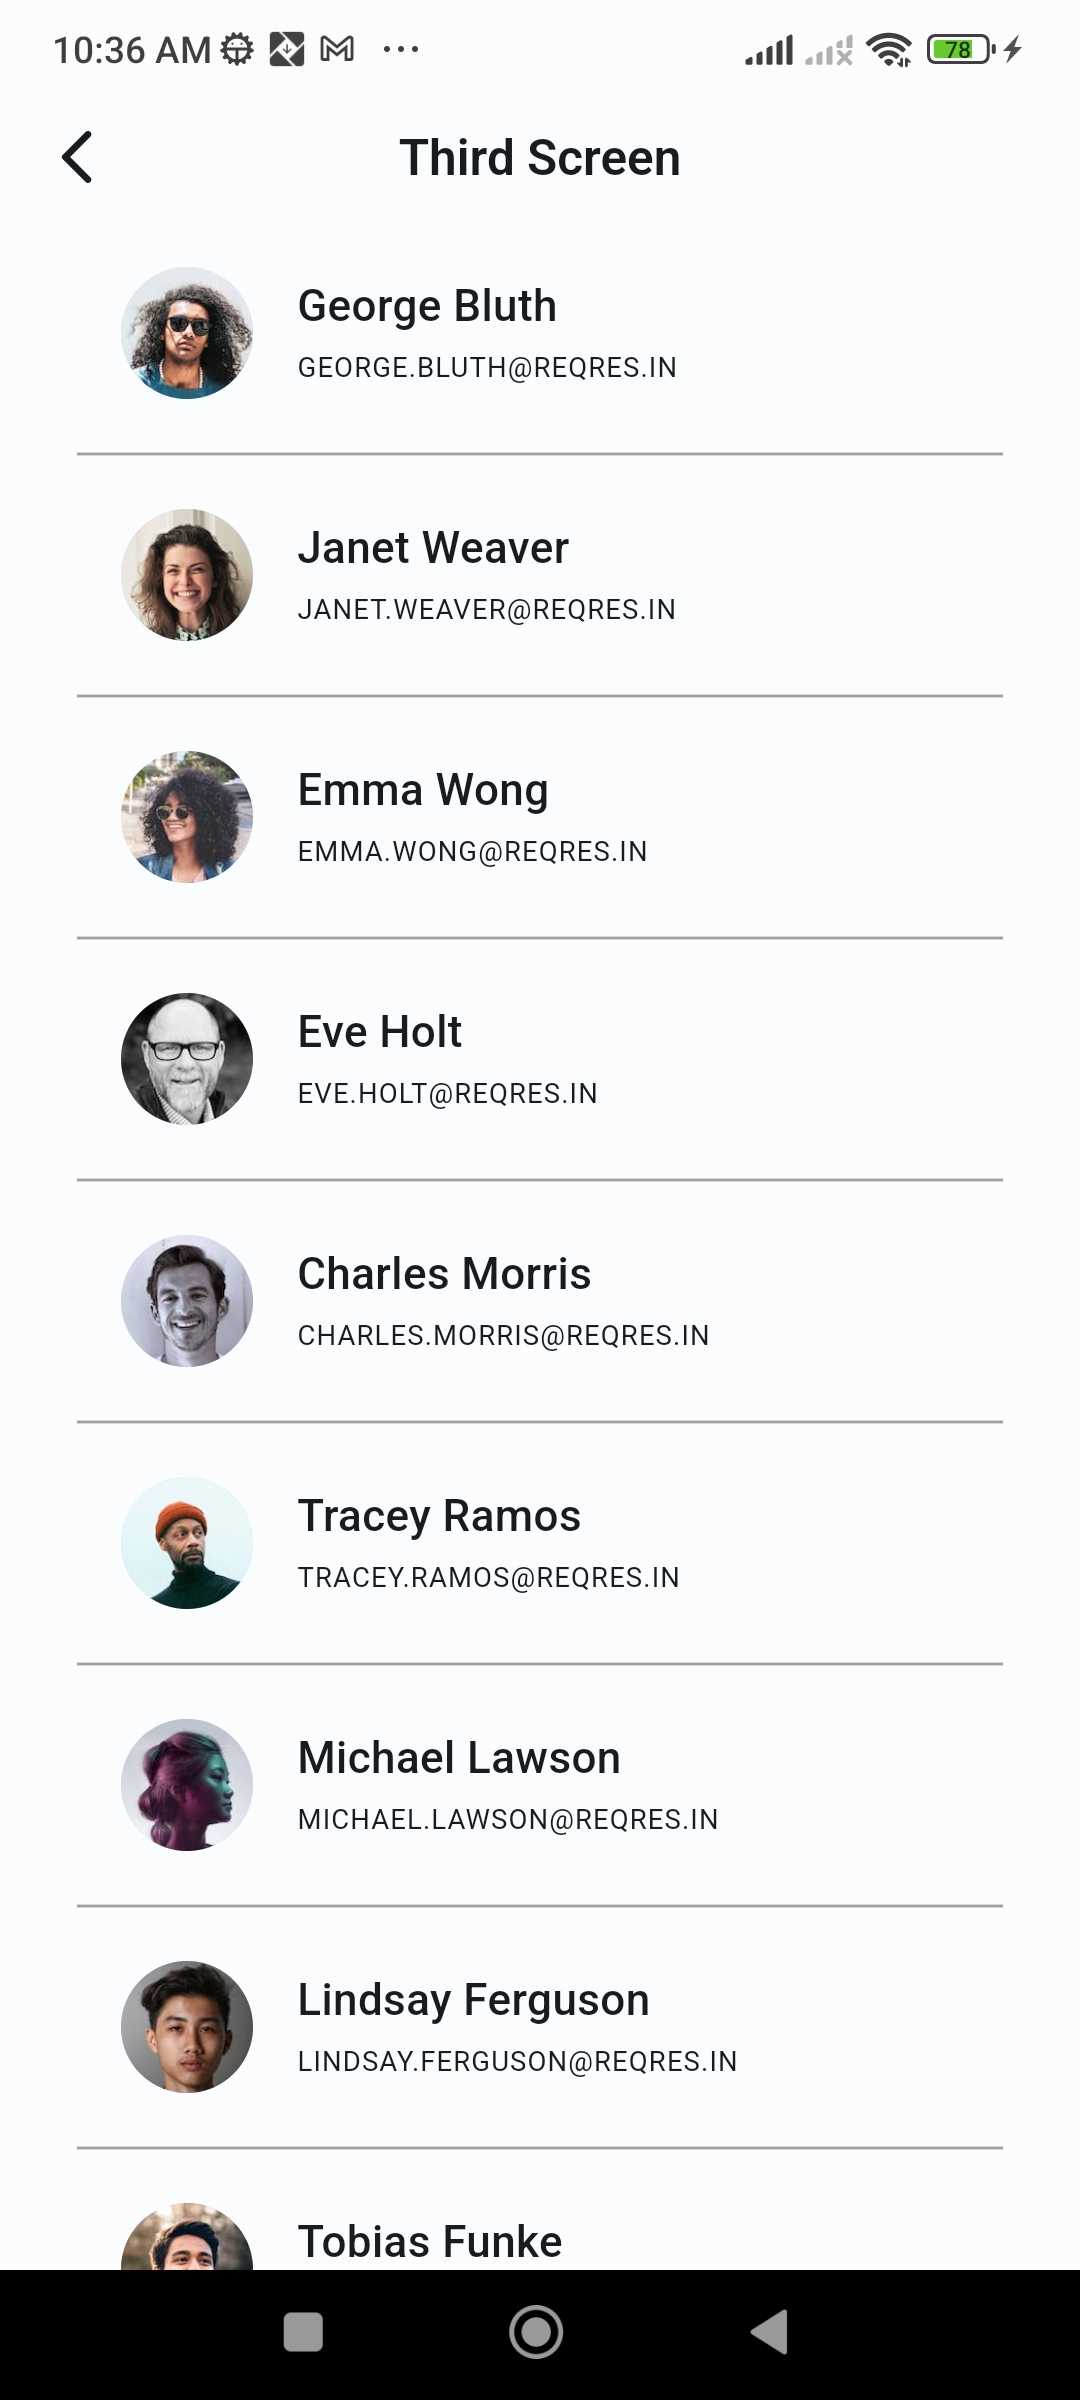 10:36 AM
78
Third Screen
George Bluth
GEORGE.BLUTH@REQRES.IN
Janet Weaver
JANET.WEAVER@REQRES.IN
Emma Wong
EMMA.WONG@REQRES.IN
Eve Holt
EVE.HOLT@REQRES.IN
Charles Morris
CHARLES.MORRIS@REQRES.IN
Tracey Ramos
TRACEY.RAMOS@REQRES.IN
Michael Lawson
MICHAEL.LAWSON@REQRES.IN
Lindsay Ferguson
LINDSAY.FERGUSON@REQRES.IN
Tobias Funke